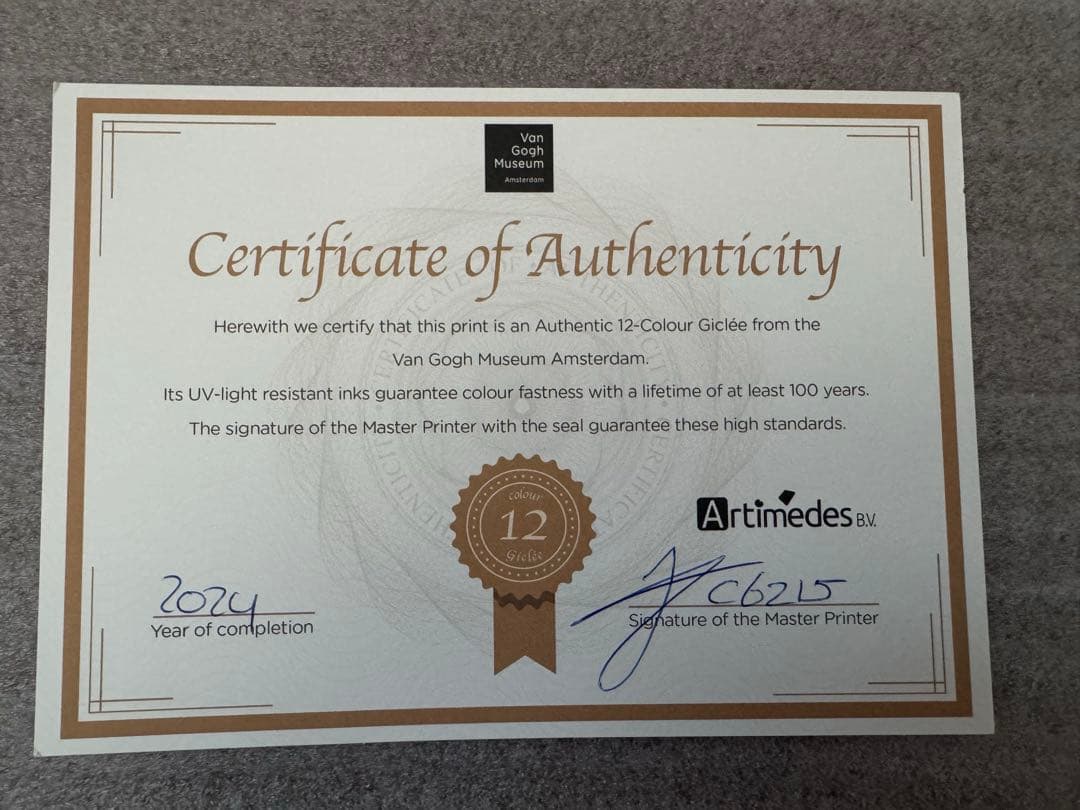 Van
Gogh
Museum
Amsterdam
Certificate of Authenticity
Herewith we certify that this print is an Authentic 12-Colour Giclée from the
Van Gogh Museum Amsterdam.
Its UV-light resistant inks guarantee colour fastness with a lifetime of at least 100 years.
The signature of the Master Printer with the seal guarantee these high standards.
colour
12
Giclée
Artimedes B.V.
2024
Year of completion
C6215
Signature of the Master Printer